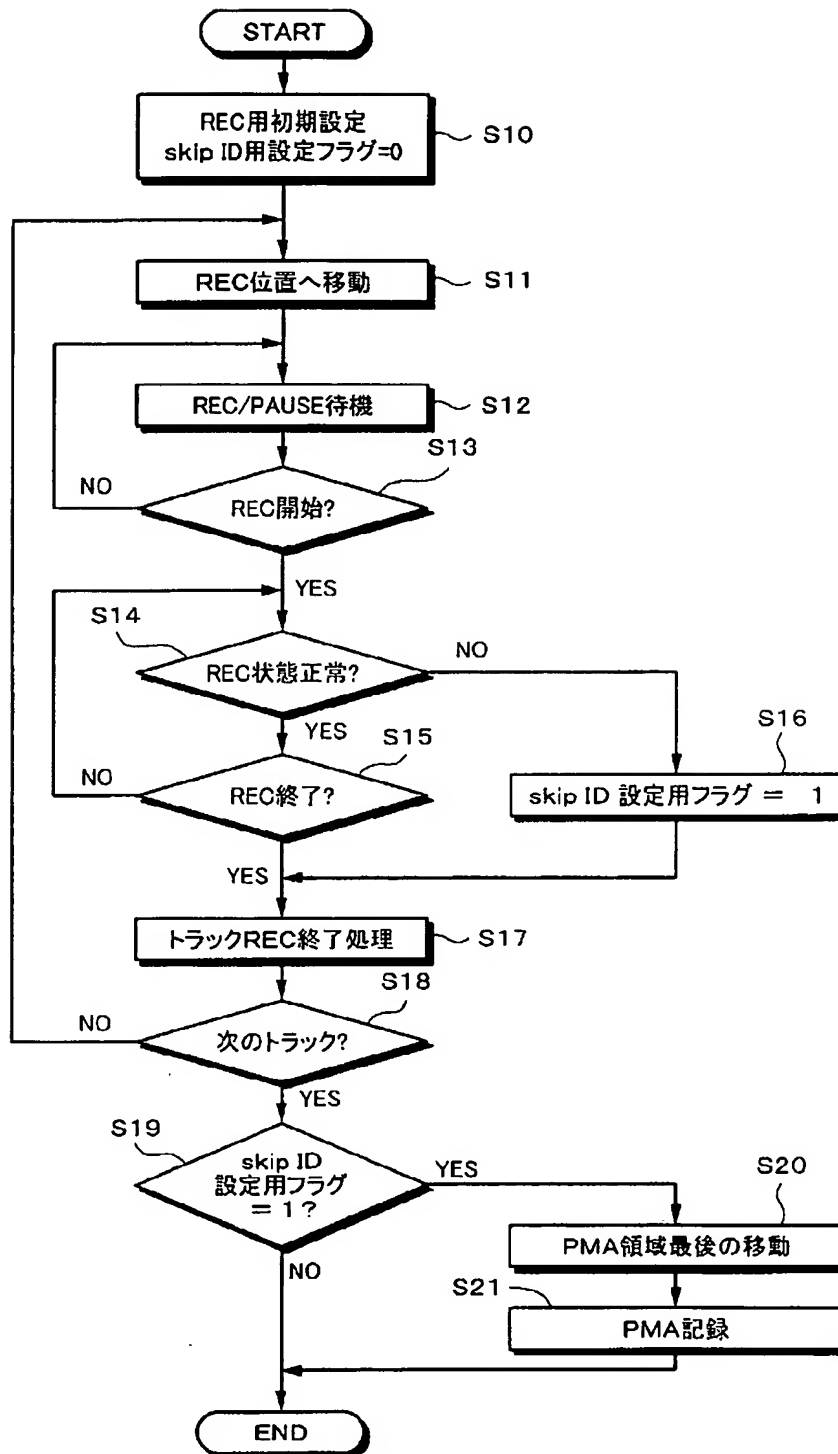 START
REC用初期設定
skip ID用設定フラグ=0
S10
REC位置へ移動
S11
REC/PAUSE待機
S12
S13
NO
REC開始?
YES
S14
REC状態正常?
NO
YES
S15
S16
NO
REC終了?
skip ID 設定用フラグ = 1
YES
トラックREC終了処理
S17
S18
NO
次のトラック?
YES
S19
skip ID
設定用フラグ
= 1 ?
YES
S20
PMA領域最後の移動
NO
S21
PMA記録
END